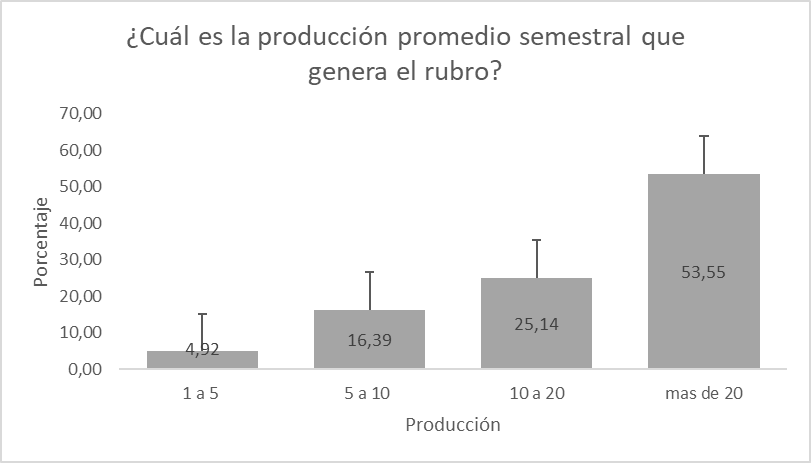 ¿Cuál es la producción promedio semestral que
genera el rubro?
70,00
60,00
50,00
40,00
30,00
20,00
10,00
0,00
Porcentaje
4,92
16,39
25,14
53,55
1 a 5
5 a 10
10 a 20
mas de 20
Producción